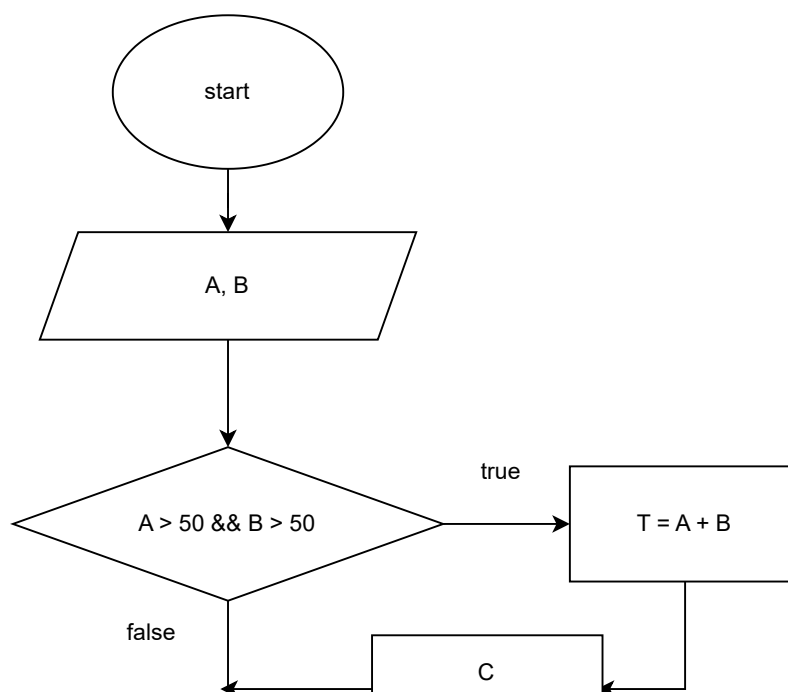 start
A, B
true
A > 50 && B > 50
T = A + B
false
C